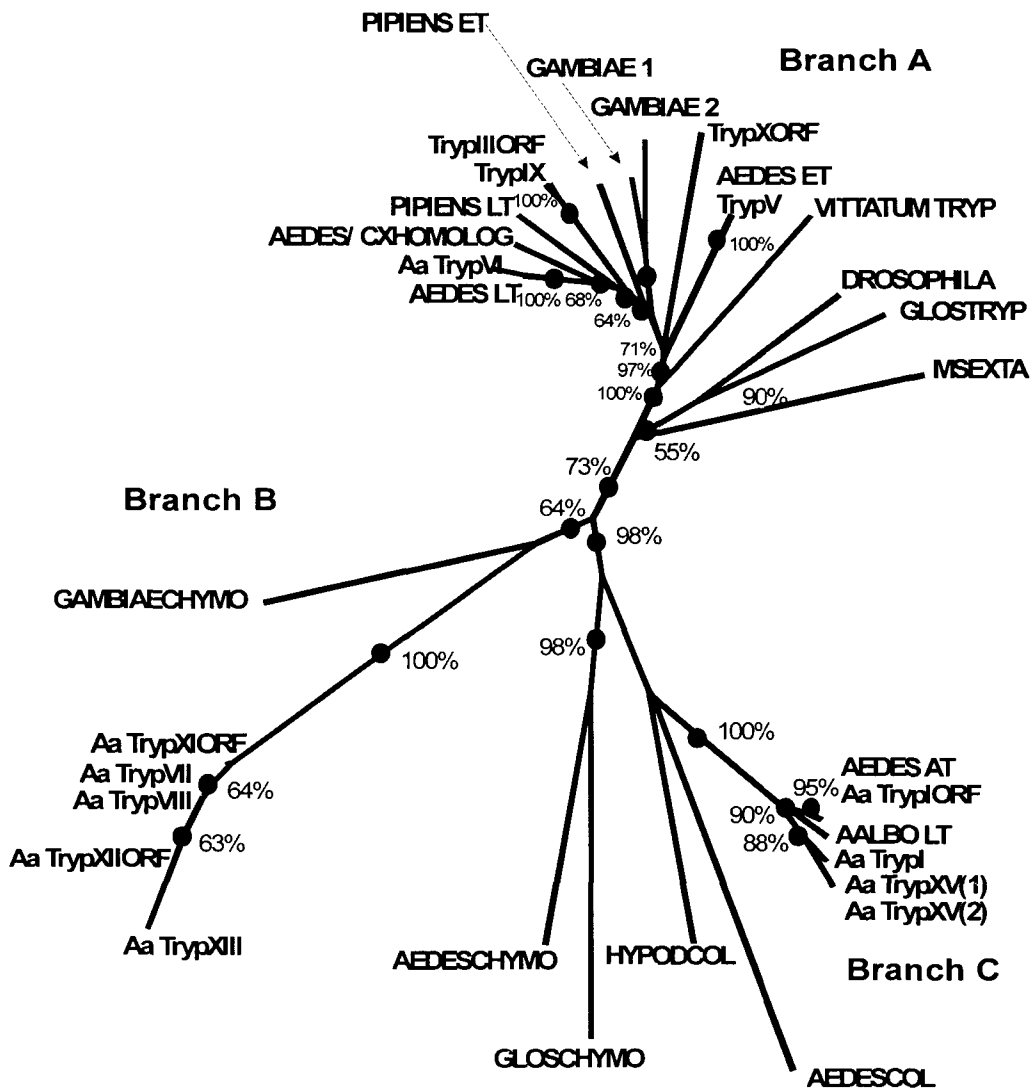 PIPIENS ET
GAMBIAE 1
Branch A
GAMBIAE 2
TrypXORF
TrypIIIORF
TrypIX
100%
AEDES ET
TrypV
100%
VITTATUM TRYP
PIPIENS LT
AEDES/ CXHOMOLOG
Aa TrypVI
AEDES LT
100%
68%
64%
DROSOPHILA
GLOSTRYP
71%
97%
100%
MSEXTA
90%
55%
73%
Branch B
64%
98%
GAMBIAECHYMO
98%
100%
100%
Aa TrypXIORF
Aa TrypVII
Aa TrypVIII
64%
AEDES AT
95%
Aa TrypIORF
90%
AALBO LT
88%
Aa TrypI
63%
Aa TrypXIIORF
Aa TrypXV(1)
Aa TrypXV(2)
Aa TrypXIII
AEDESCHYMO
HYPODCOL
Branch C
GLOSCHYMO
AEDESCOL